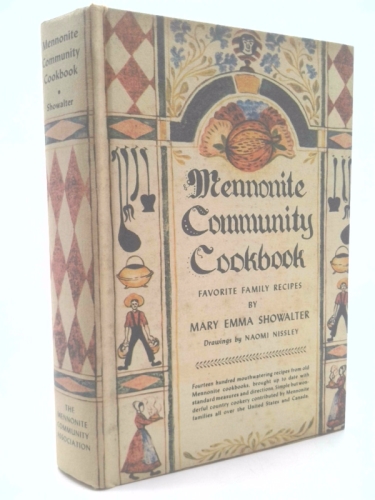 Mennonite
Community
Cookbook
Showalter
THE
MENNONITE
COMMUNITY
ASSOCIATION
Mennonite
Community
Cookbook
FAVORITE FAMILY RECIPES
BY
MARY EMMA SHOWALTER
Drawings by NAOMI NISSLEY
Fourteen hundred mouthwatering recipes from old
Mennonite cookbooks, brought up to date with
standard measures and directions. Simple but won-
derful country cookery contributed by Mennonite
families all over the United States and Canada.